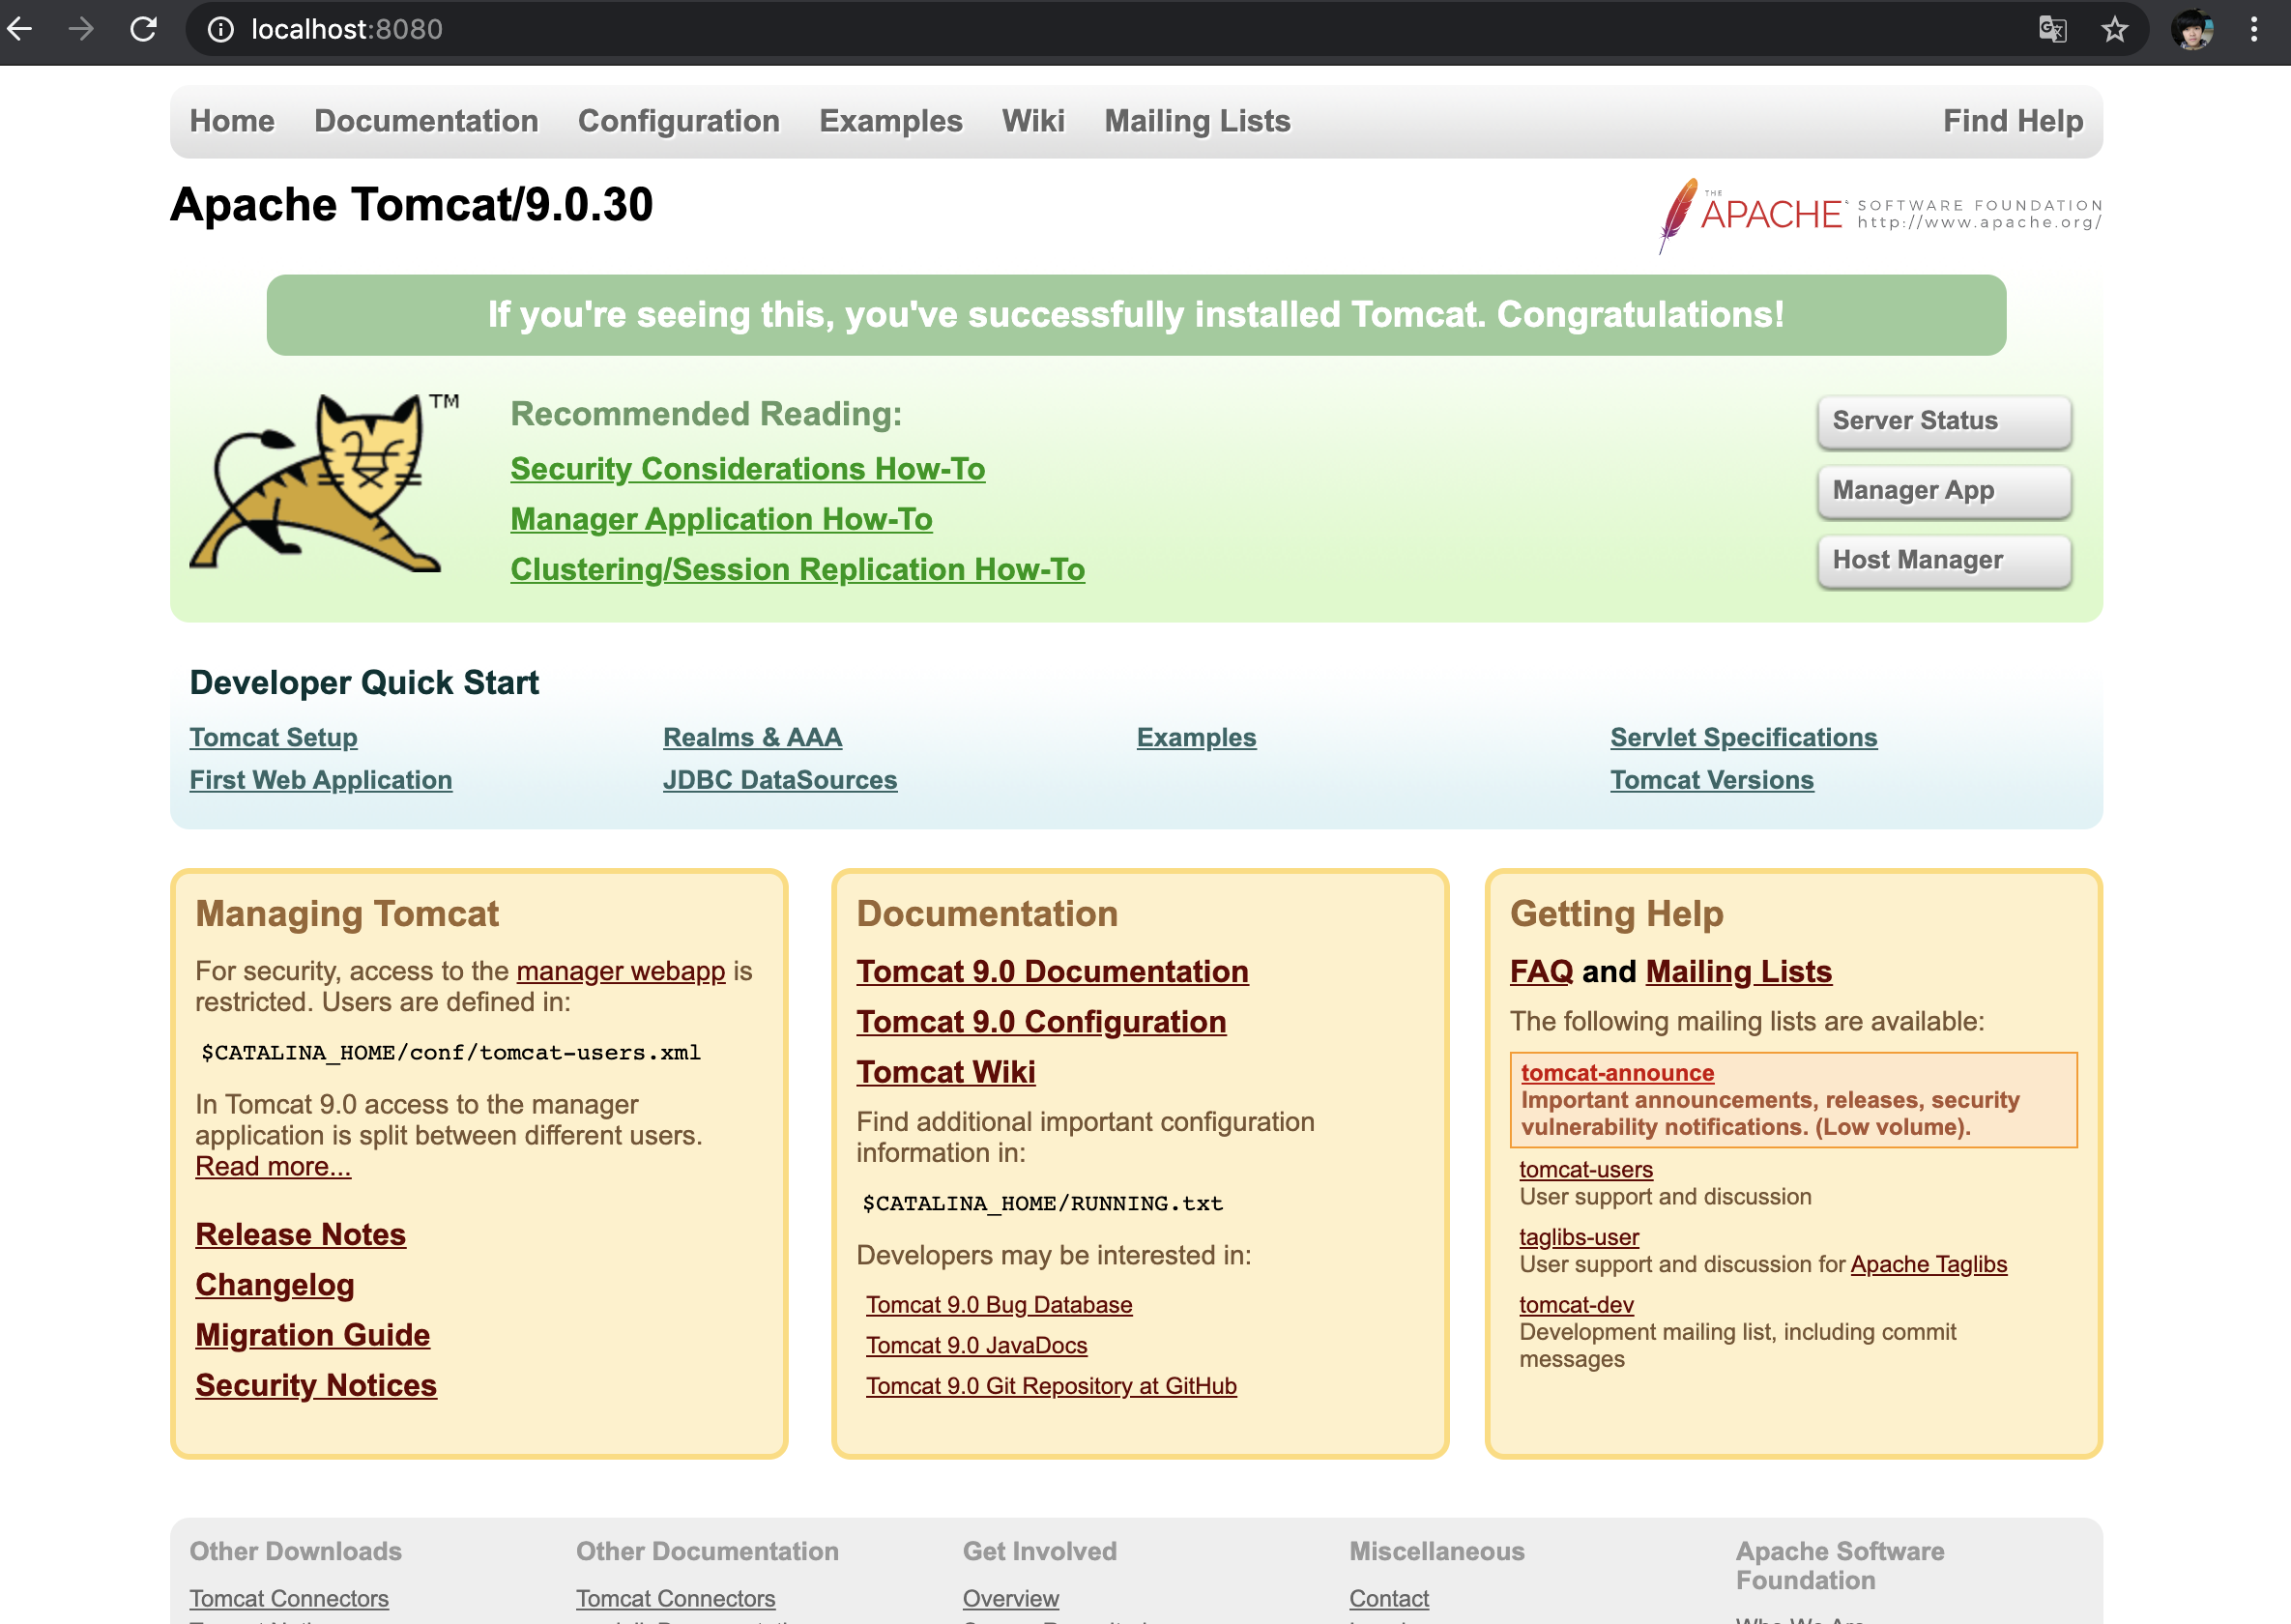 localhost:8080
Home Documentation Configuration Examples Wiki Mailing Lists Find Help
Apache Tomcat/9.0.30
THE
APACHE SOFTWARE FOUNDATION
http://www.apache.org/
If you're seeing this, you've successfully installed Tomcat. Congratulations!
TM
Recommended Reading:
Security Considerations How-To
Manager Application How-To
Clustering/Session Replication How-To
Server Status
Manager App
Host Manager
Developer Quick Start
Tomcat Setup
First Web Application
Realms & AAA
JDBC DataSources
Examples
Servlet Specifications
Tomcat Versions
Managing Tomcat
For security, access to the manager webapp is
restricted. Users are defined in:
$CATALINA_HOME/conf/tomcat-users.xml
In Tomcat 9.0 access to the manager
application is split between different users.
Read more...
Release Notes
Changelog
Migration Guide
Security Notices
Documentation
Tomcat 9.0 Documentation
Tomcat 9.0 Configuration
Tomcat Wiki
Find additional important configuration
information in:
$CATALINA_HOME/RUNNING.txt
Developers may be interested in:
Tomcat 9.0 Bug Database
Tomcat 9.0 JavaDocs
Tomcat 9.0 Git Repository at GitHub
Getting Help
FAQ and Mailing Lists
The following mailing lists are available:
tomcat-announce
Important announcements, releases, security
vulnerability notifications. (Low volume).
tomcat-users
User support and discussion
taglibs-user
User support and discussion for Apache Taglibs
tomcat-dev
Development mailing list, including commit
messages
Other Downloads
Tomcat Connectors
Other Documentation
Tomcat Connectors
Get Involved
Overview
Miscellaneous
Contact
Apache Software
Foundation